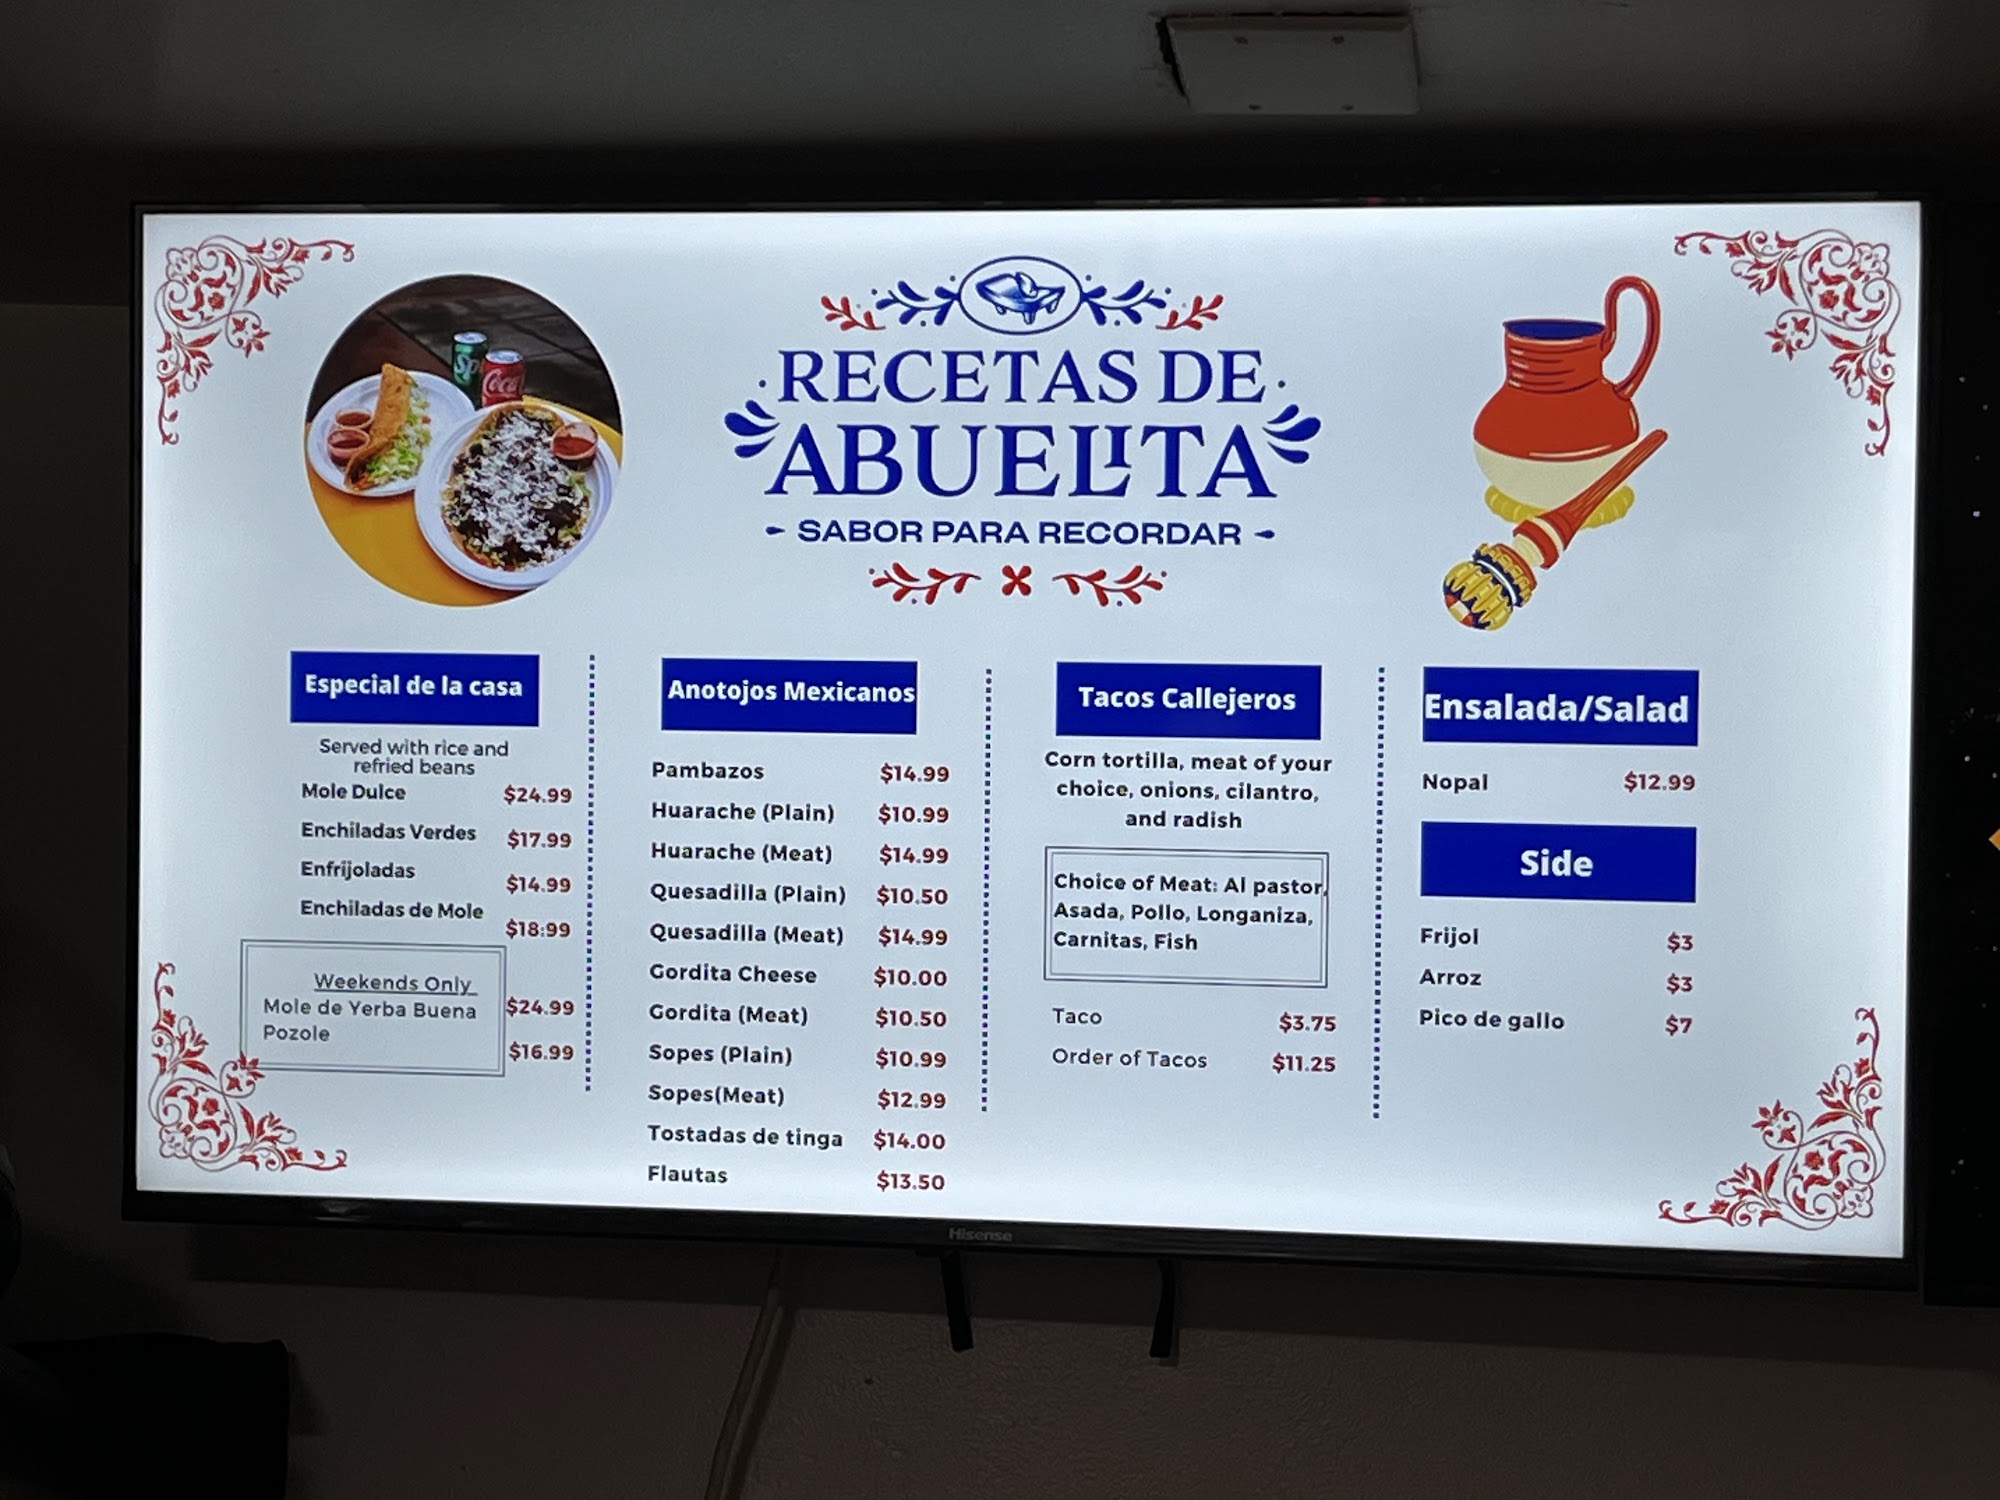 RECETAS DE
ABUELITA
SABOR PARA RECORDAR
Sp
Coca
Especial de la casa
Served with rice and
refried beans
Mole Dulce $24.99
Enchiladas Verdes $17.99
Enfrijoladas $14.99
Enchiladas de Mole $18:99
Weekends Only
Mole de Yerba Buena $24.99
Pozole $16.99
Anotojos Mexicanos
Pambazos $14.99
Huarache (Plain) $10.99
Huarache (Meat) $14.99
Quesadilla (Plain) $10.50
Quesadilla (Meat) $14.99
Gordita Cheese $10.00
Gordita (Meat) $10.50
Sopes (Plain) $10.99
Sopes(Meat) $12.99
Tostadas de tinga $14.00
Flautas $13.50
Tacos Callejeros
Corn tortilla, meat of your
choice, onions, cilantro,
and radish
Choice of Meat: Al pastor,
Asada, Pollo, Longaniza,
Carnitas, Fish
Taco $3.75
Order of Tacos $11.25
Ensalada/Salad
Nopal $12.99
Side
Frijol $3
Arroz $3
Pico de gallo $7
Hisense